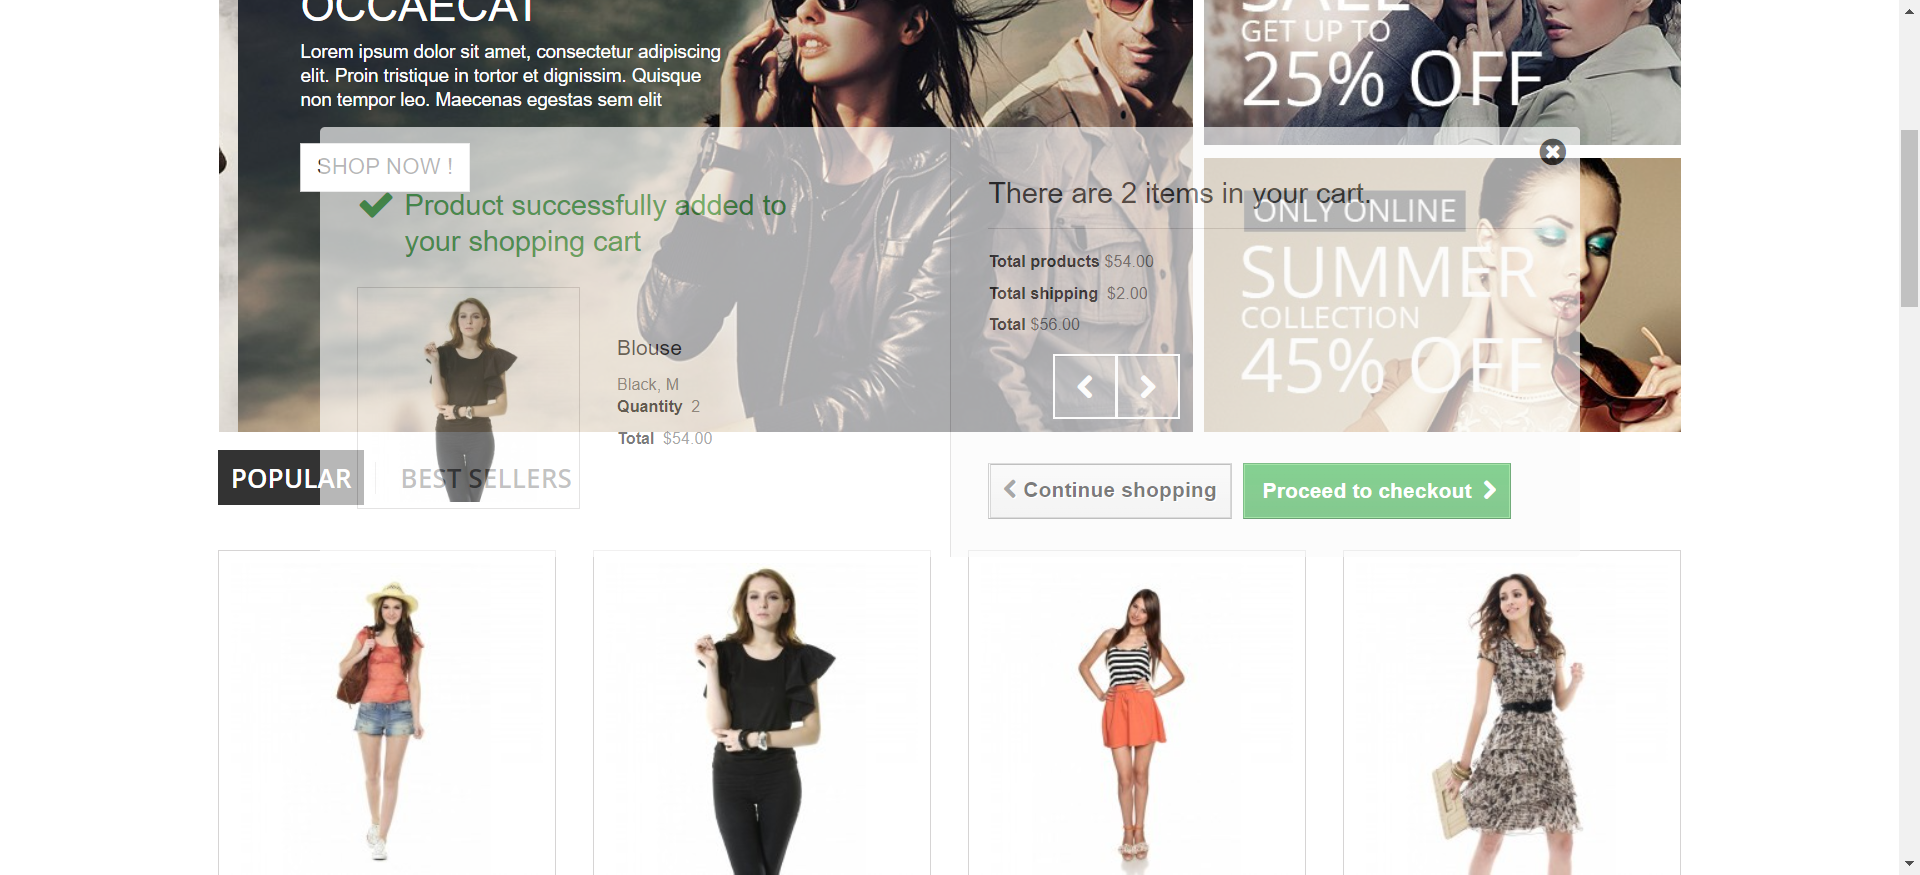 OCCAECAT
Lorem ipsum dolor sit amet, consectetur adipiscing
elit. Proin tristique in tortor et dignissim. Quisque
non tempor leo. Maecenas egestas sem elit
SHOP NOW !
SALE
GET UP TO
25% OFF
Product successfully added to
your shopping cart
Blouse
Black, M
Quantity 2
Total $54.00
There are 2 items in your cart.
Total products $54.00
Total shipping $2.00
Total $56.00
ONLY ONLINE
SUMMER
COLLECTION
45% OFF
Continue shopping
Proceed to checkout
POPULAR
BEST SELLERS